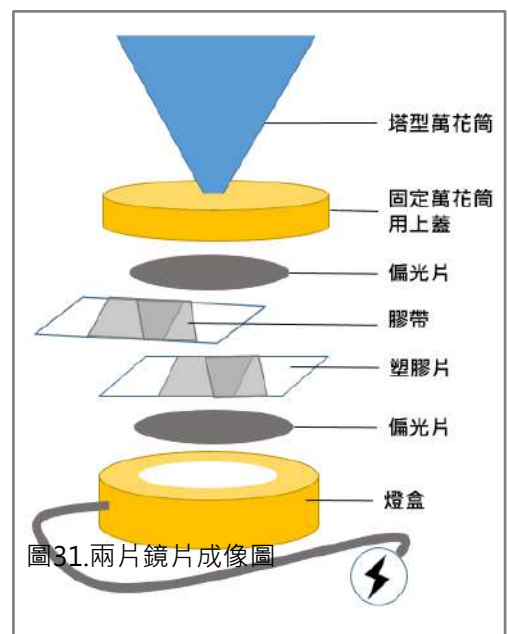 塔型萬花筒
固定萬花筒
用上蓋
偏光片
膠帶
塑膠片
偏光片
燈盒
圖31.兩片鏡片成像圖